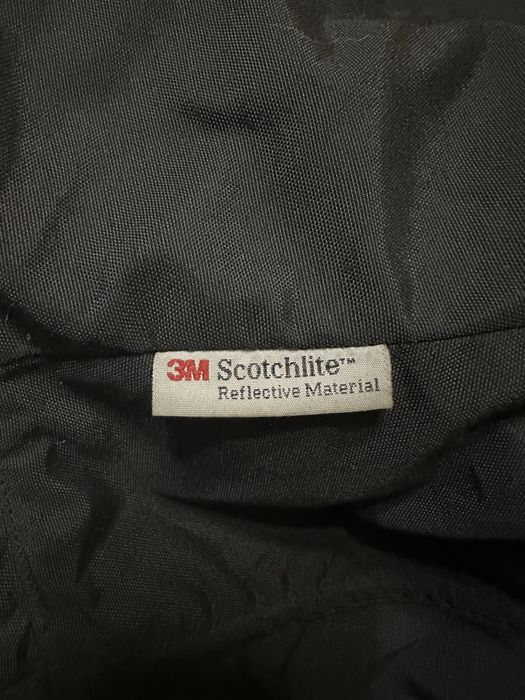 3M Scotchlite™
Reflective Material